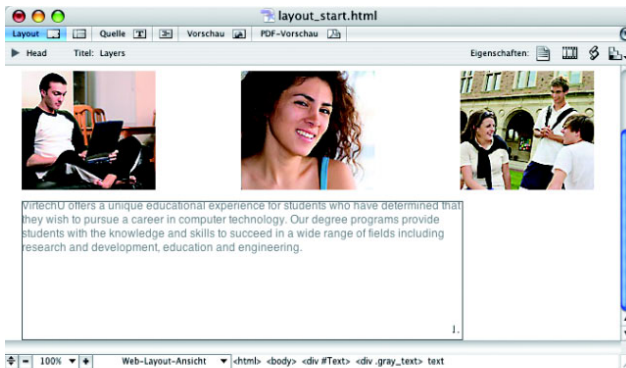 layout_start.html
Layout Quelle Vorschau PDF-Vorschau
Head Titel: Layers Eigenschaften:
VirtechU offers a unique educational experience for students who have determined that
they wish to pursue a career in computer technology. Our degree programs provide
students with the knowledge and skills to succeed in a wide range of fields including
research and development, education and engineering.
1.
100% Web-Layout-Ansicht <html> <body> <div #Text> <div .gray_text> text